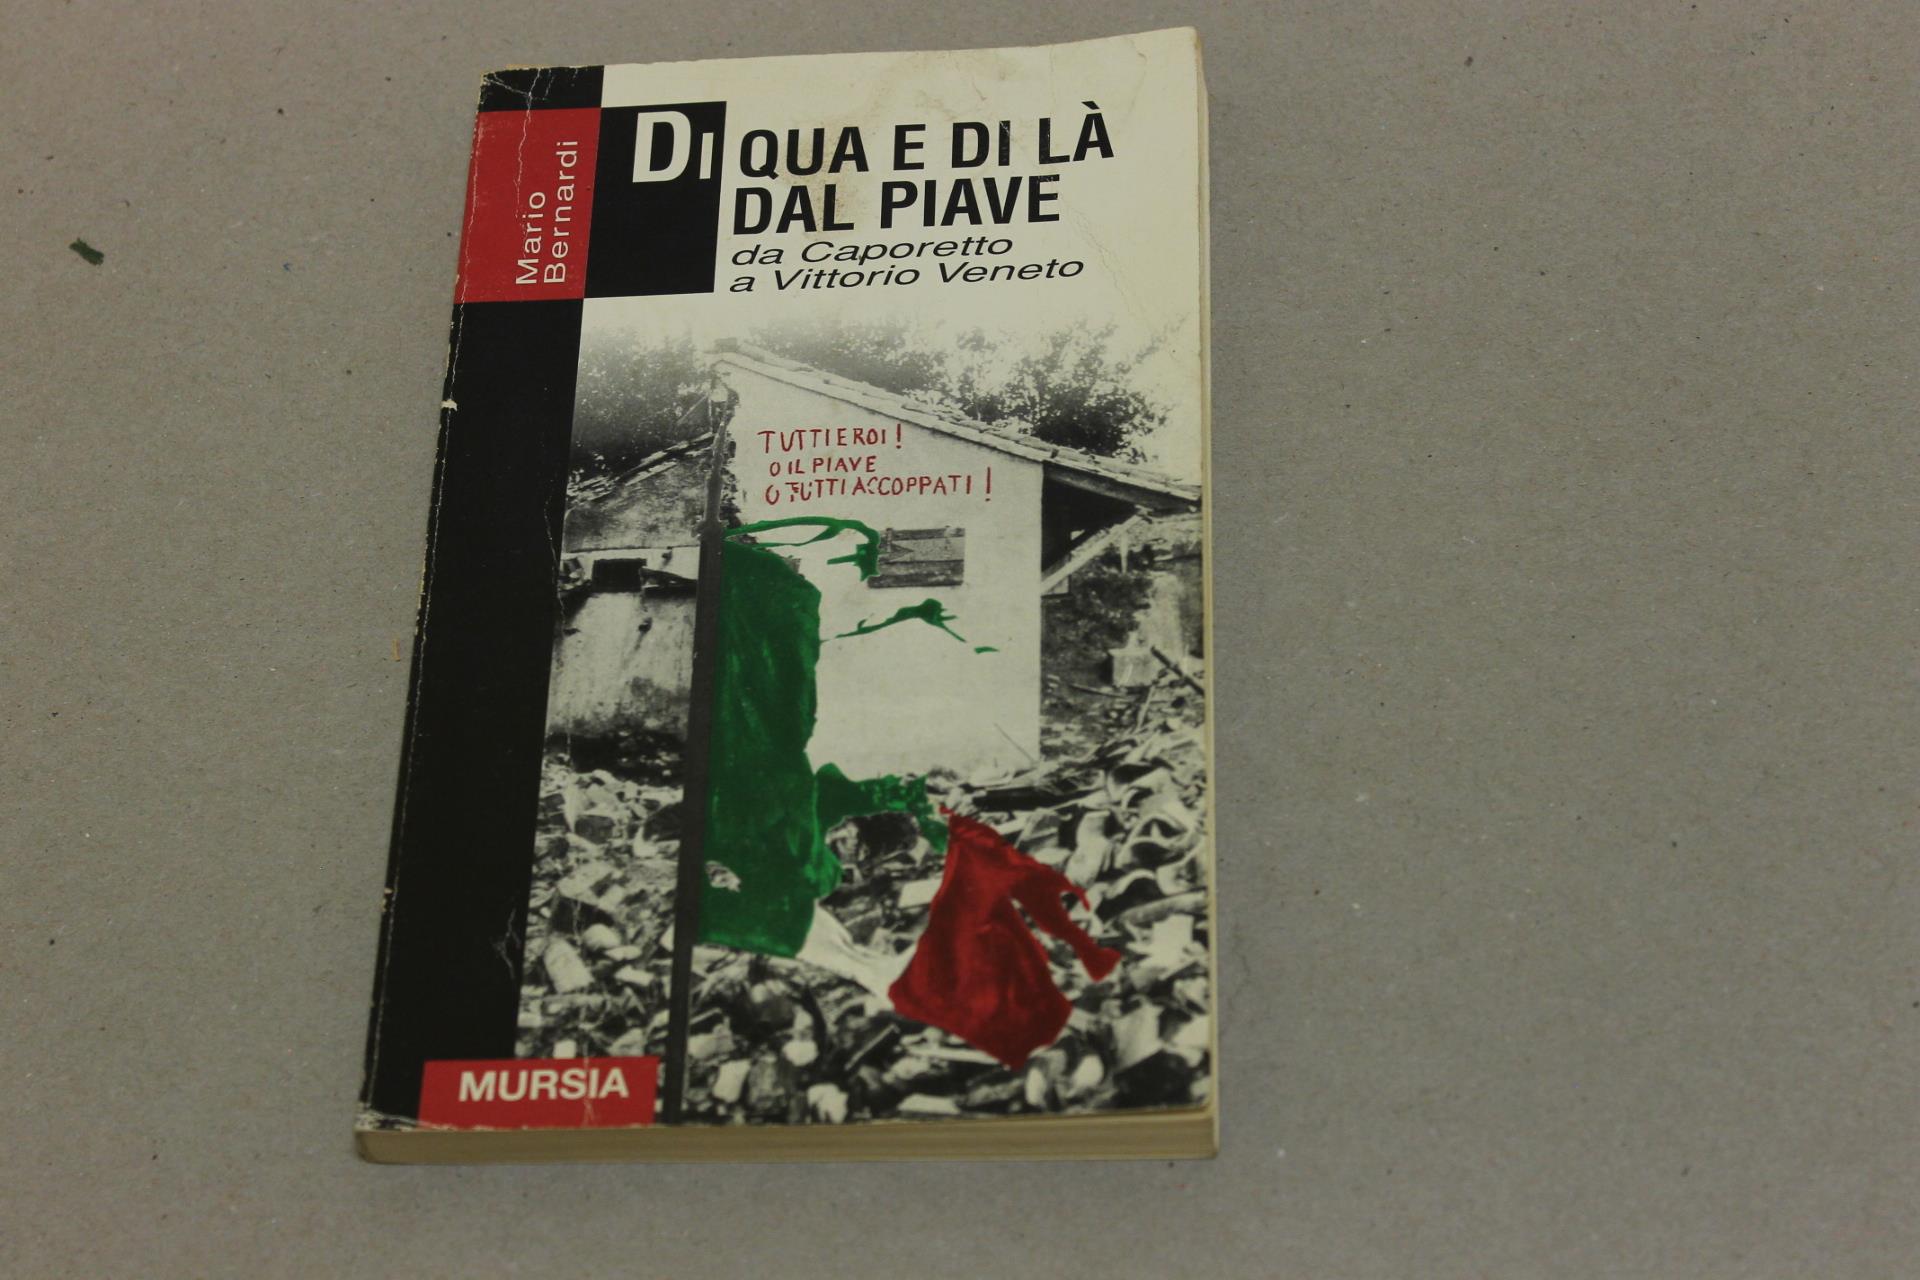 Mario
Bernardi
DI QUA E DI LÀ
DAL PIAVE
da Caporetto
a Vittorio Veneto
TUTTI EROI!
O IL PIAVE
O TUTTI ACCOPPATI!
MURSIA